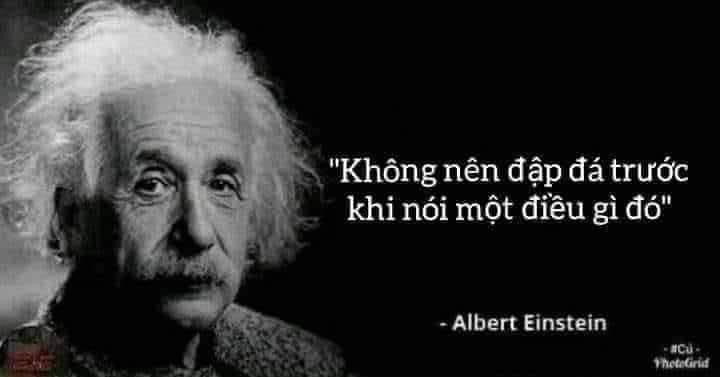 "Không nên đập đá trước
khi nói một điều gì đó"
- Albert Einstein
- #Cú -
PhotoGrid